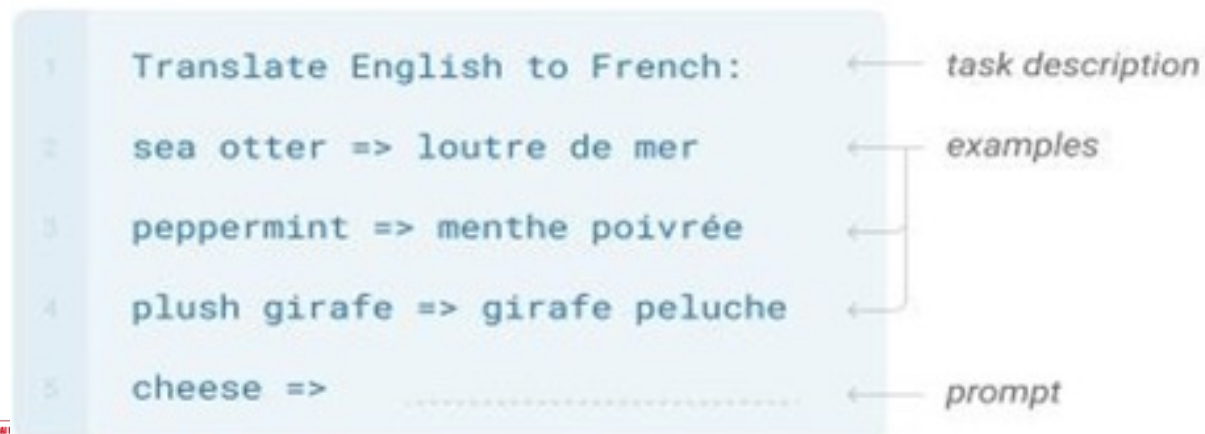 1 Translate English to French: task description
2 sea otter => loutre de mer examples
3 peppermint => menthe poivrée
4 plush girafe => girafe peluche
5 cheese => prompt